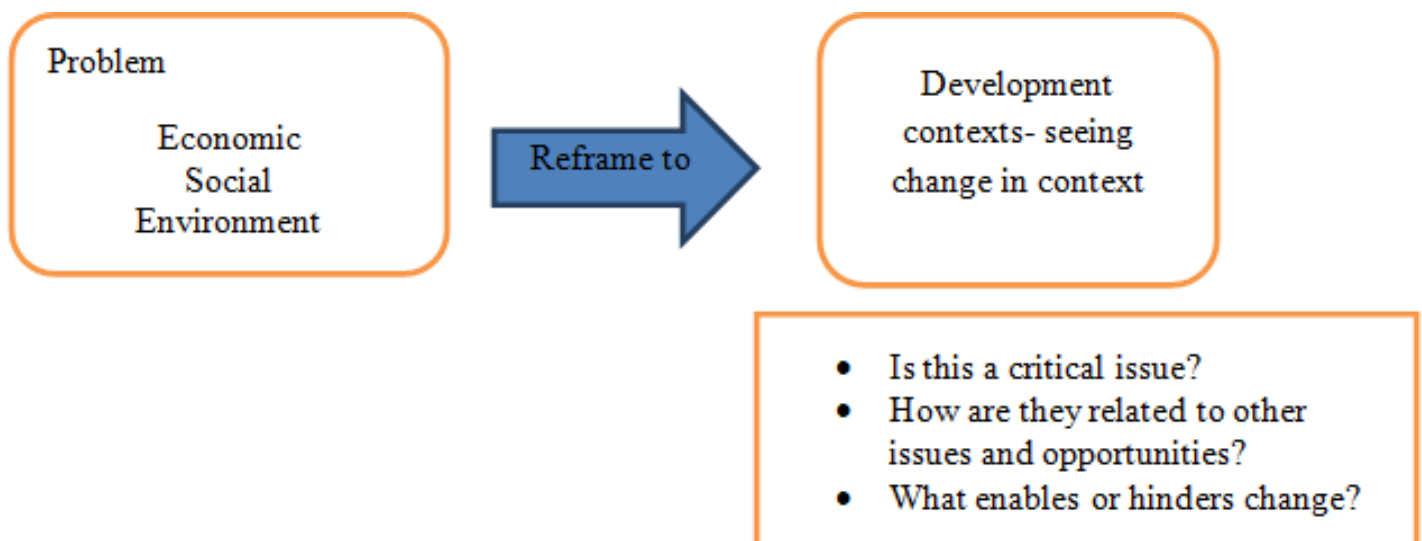 Problem
Economic
Social
Environment
Reframe to
Development
contexts- seeing
change in context
• Is this a critical issue?
• How are they related to other
issues and opportunities?
• What enables or hinders change?